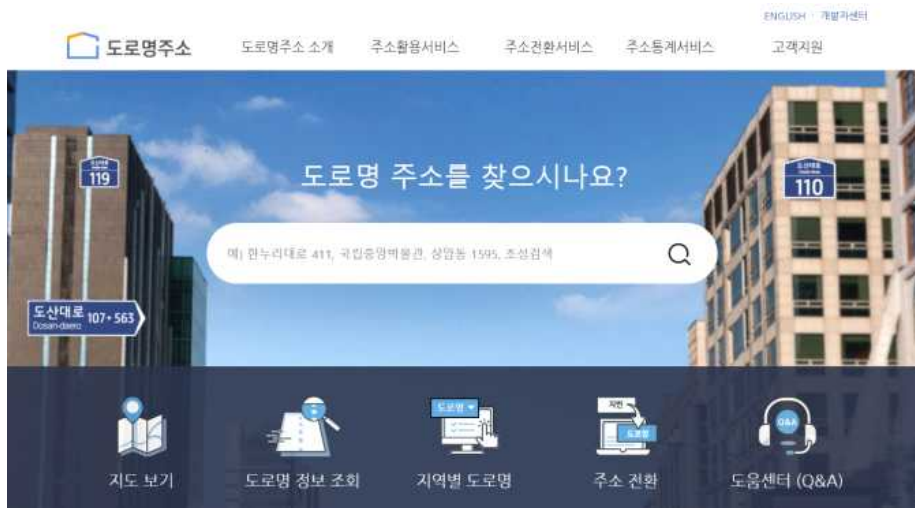 ENGLISH 개발자센터
도로명주소 도로명주소 소개 주소활용서비스 주소전환서비스 주소통계서비스 고객지원
도로명 주소를 찾으시나요?
119
110
예) 한누리대로 411, 국립중앙박물관, 상암동 1595, 초성검색
도산대로 107·563
Dosan-daero
도로명
지번
도로명
Q&A
지도 보기 도로명 정보 조회 지역별 도로명 주소 전환 도움센터 (Q&A)